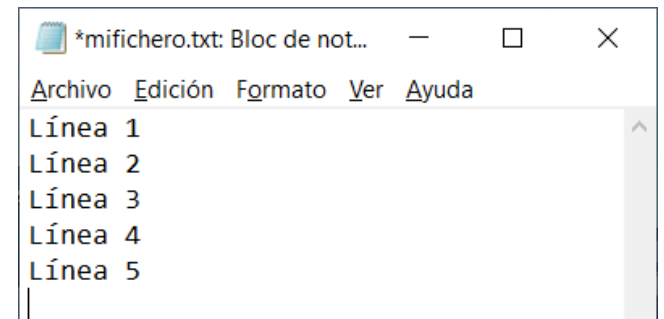 *mifichero.txt: Bloc de not...
Archivo Edición Formato Ver Ayuda
Línea 1
Línea 2
Línea 3
Línea 4
Línea 5